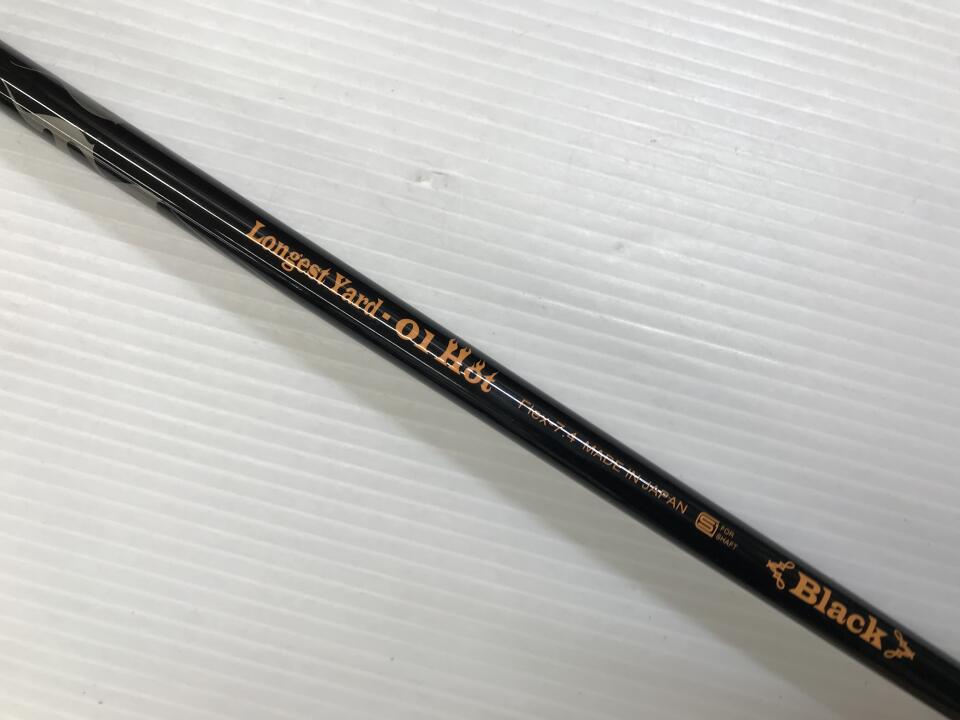 Longest Yard - 01 Hot Flex-7.4 MADE IN JAPAN S FOR SHAFT Black